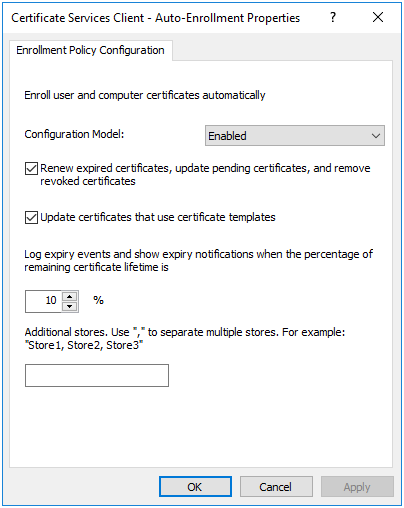 Certificate Services Client - Auto-Enrollment Properties
Enrollment Policy Configuration
Enroll user and computer certificates automatically
Configuration Model:
Enabled
Renew expired certificates, update pending certificates, and remove
revoked certificates
Update certificates that use certificate templates
Log expiry events and show expiry notifications when the percentage of
remaining certificate lifetime is
10 %
Additional stores. Use "," to separate multiple stores. For example:
"Store1, Store2, Store3"
OK
Cancel
Apply